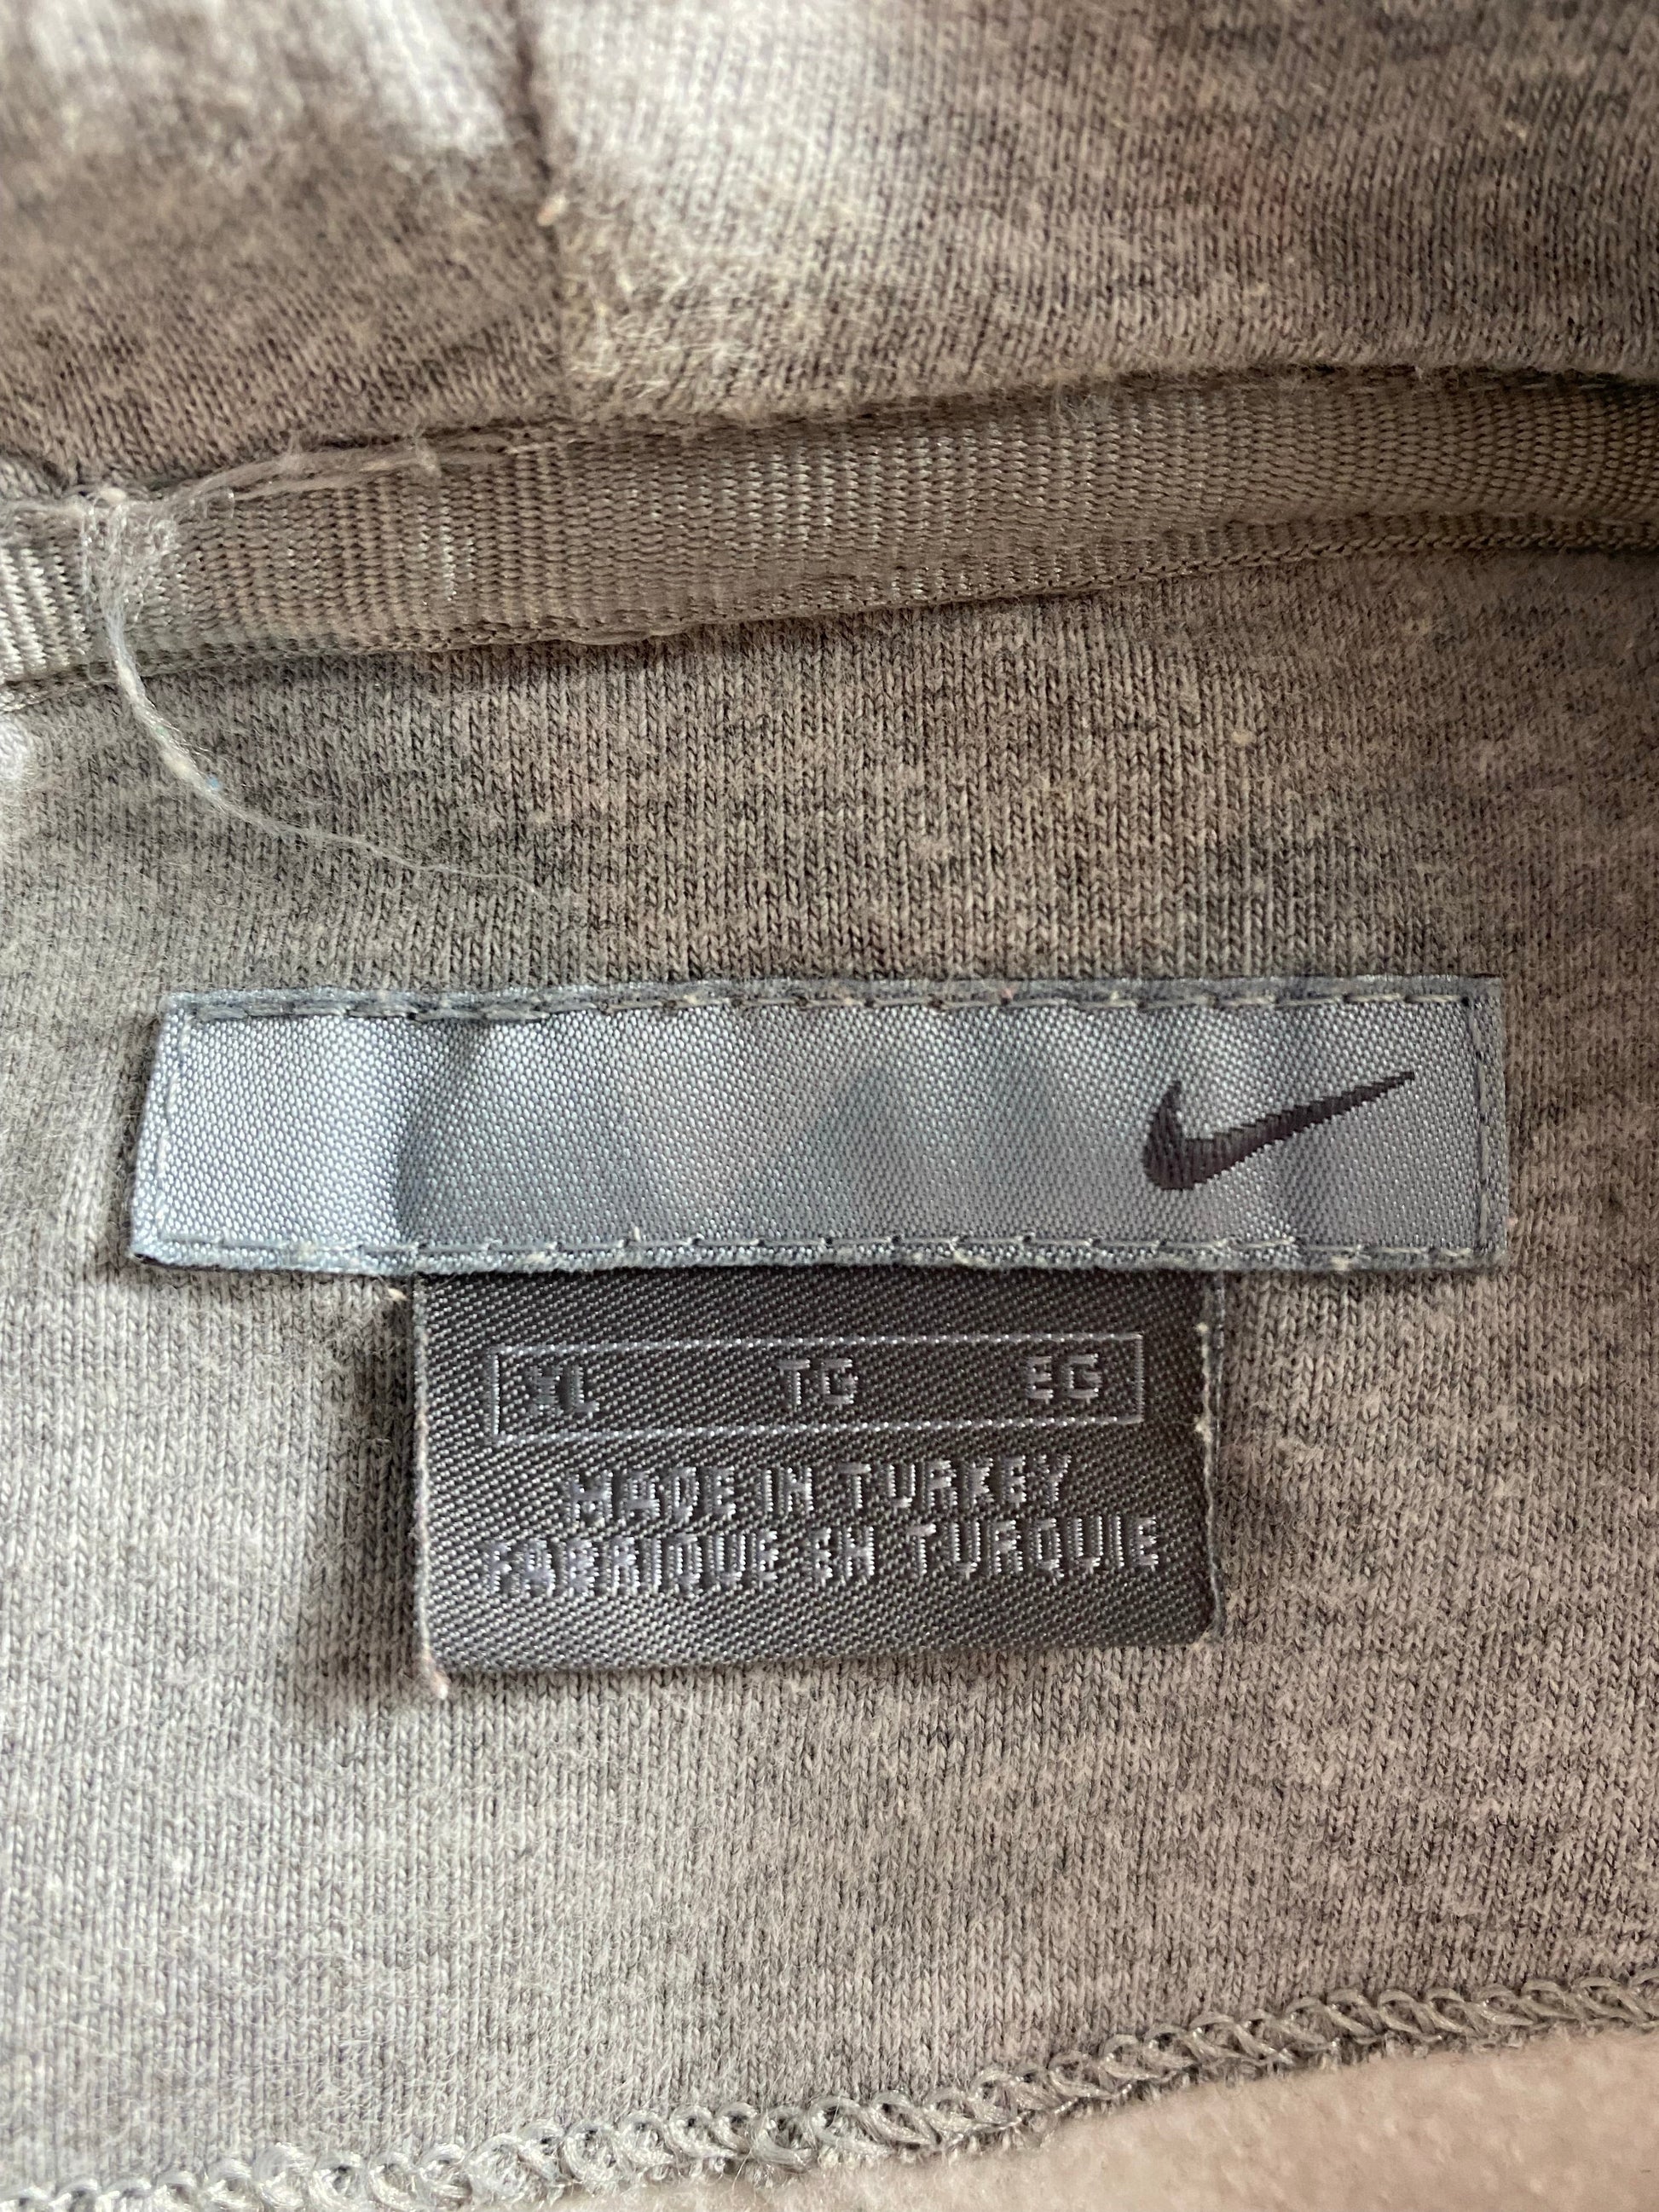 XL TG EG
MADE IN TURKEY
FABRIQUE EN TURQUIE